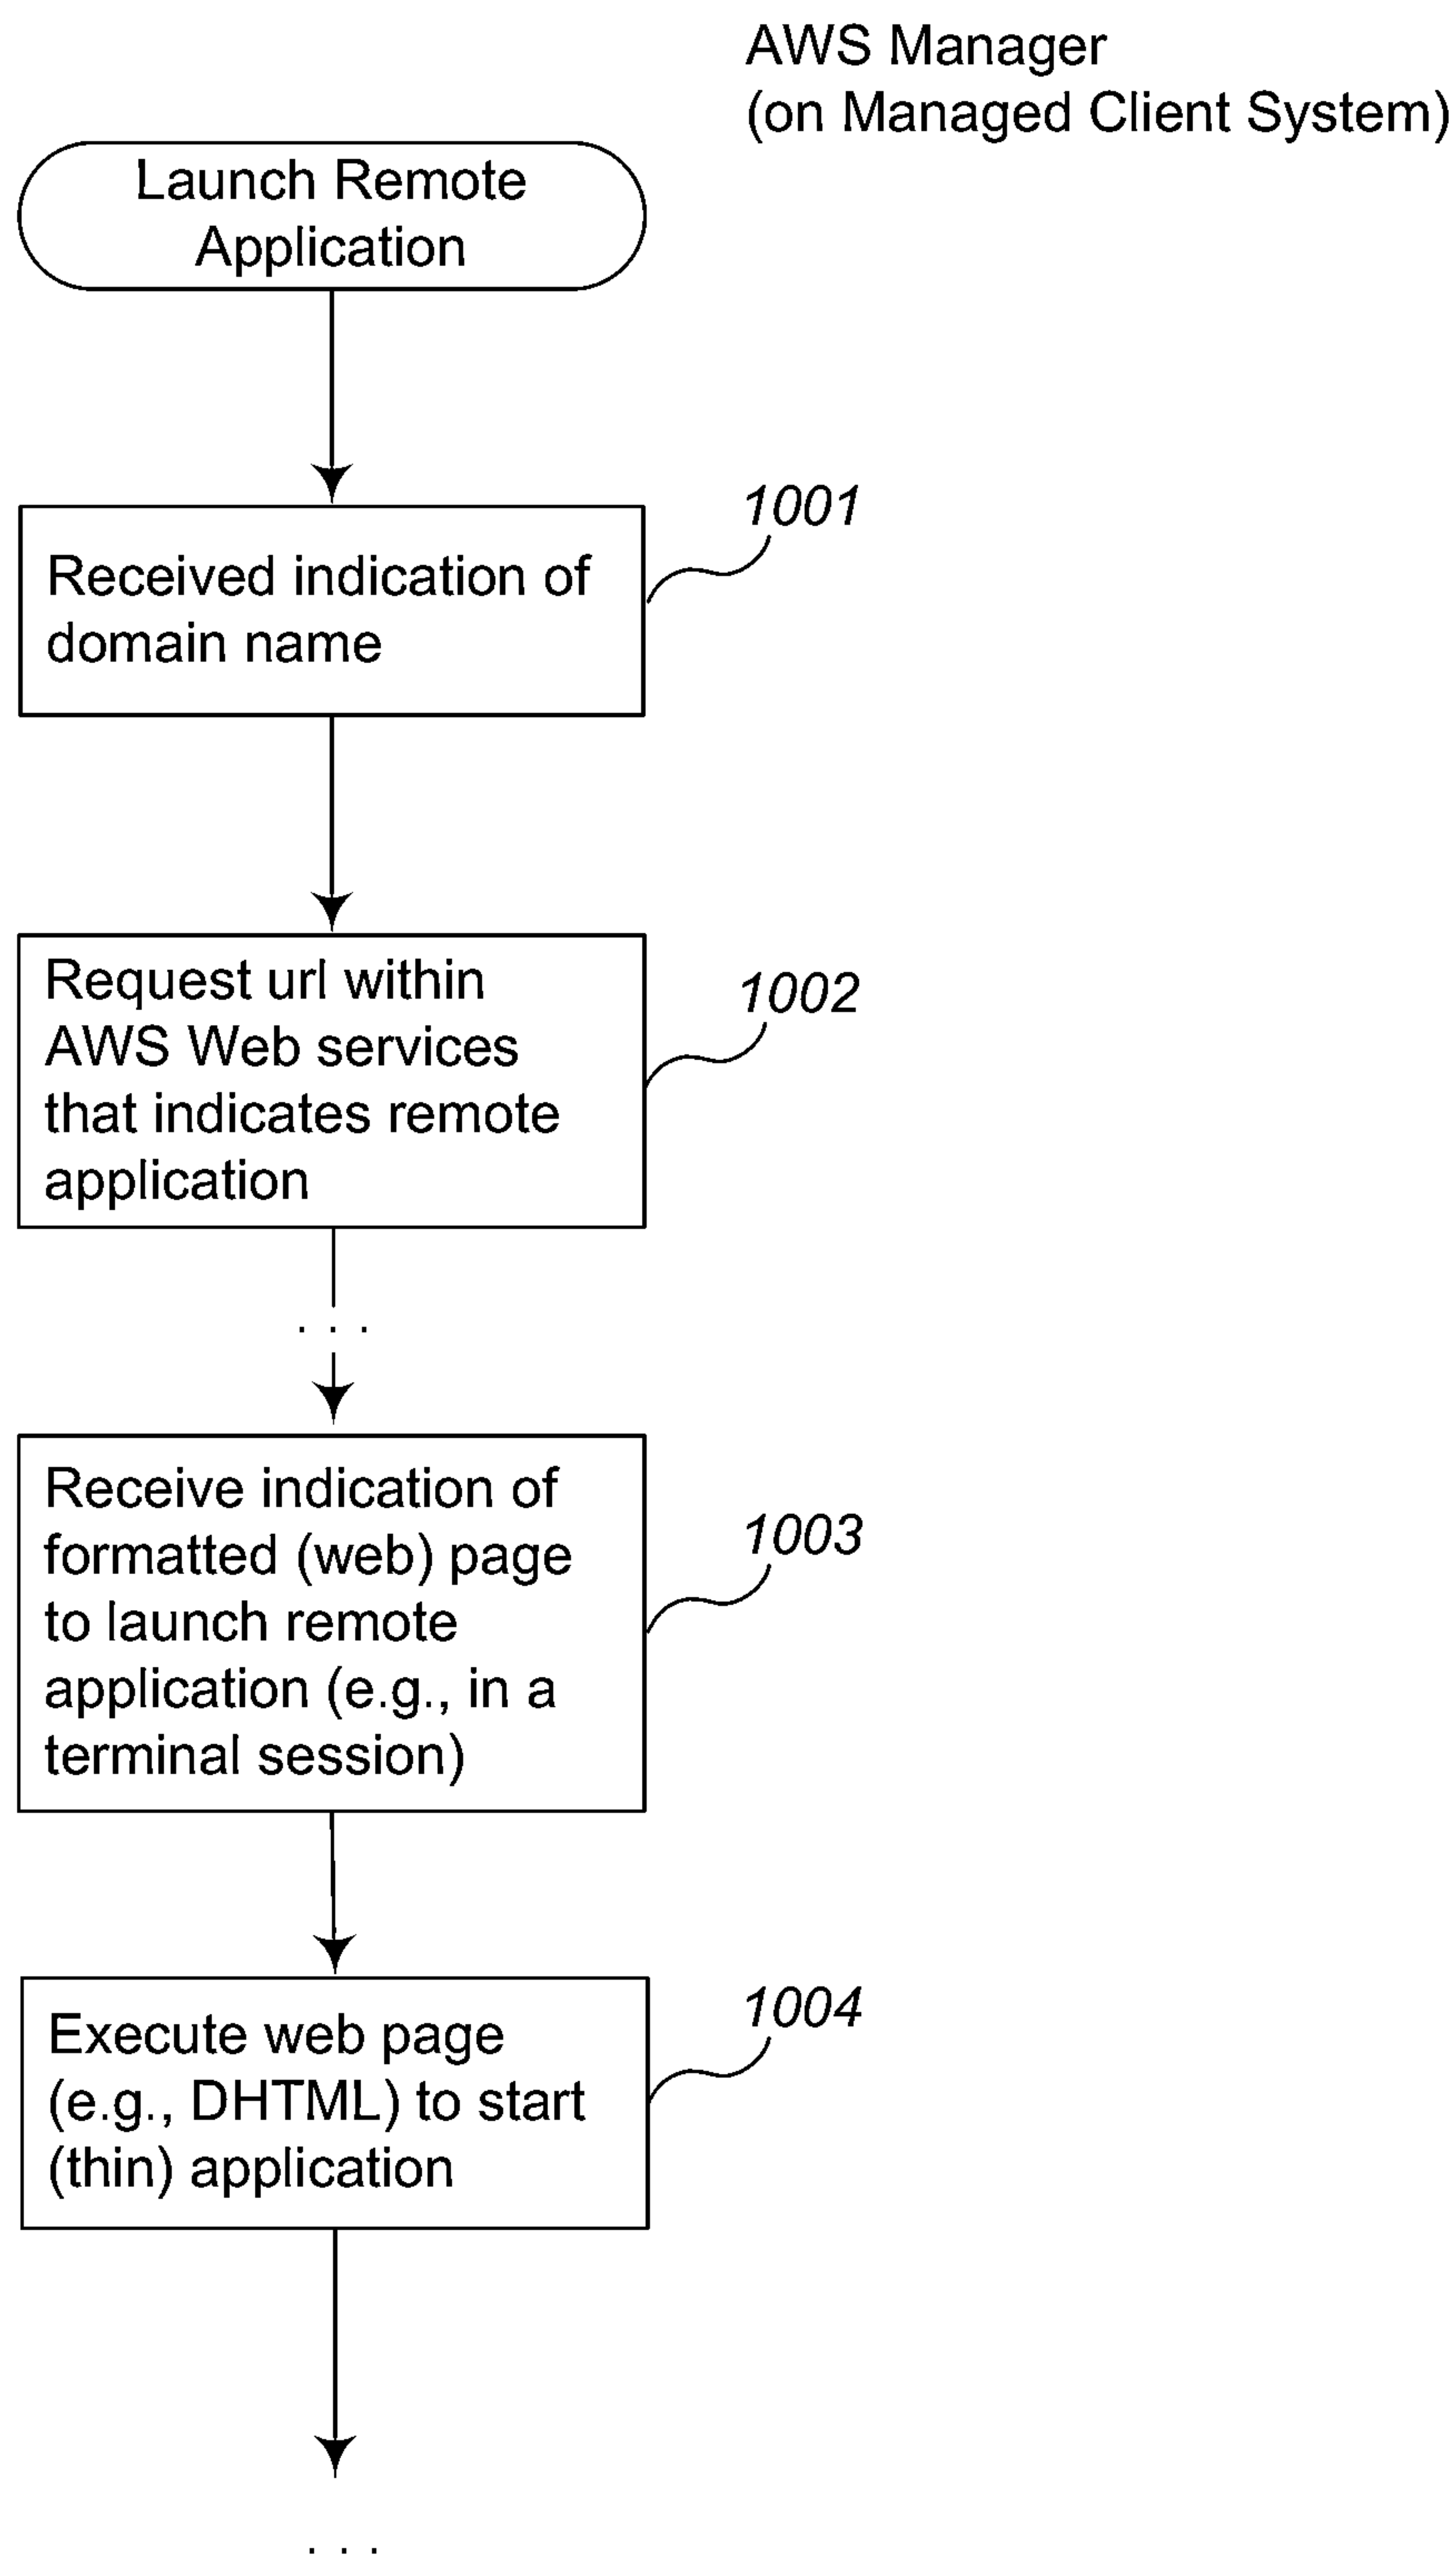 AWS Manager
(on Managed Client System)
Launch Remote
Application
Received indication of
domain name
1001
Request url within
AWS Web services
that indicates remote
application
1002
. . .
Receive indication of
formatted (web) page
to launch remote
application (e.g., in a
terminal session)
1003
Execute web page
(e.g., DHTML) to start
(thin) application
1004
. . .